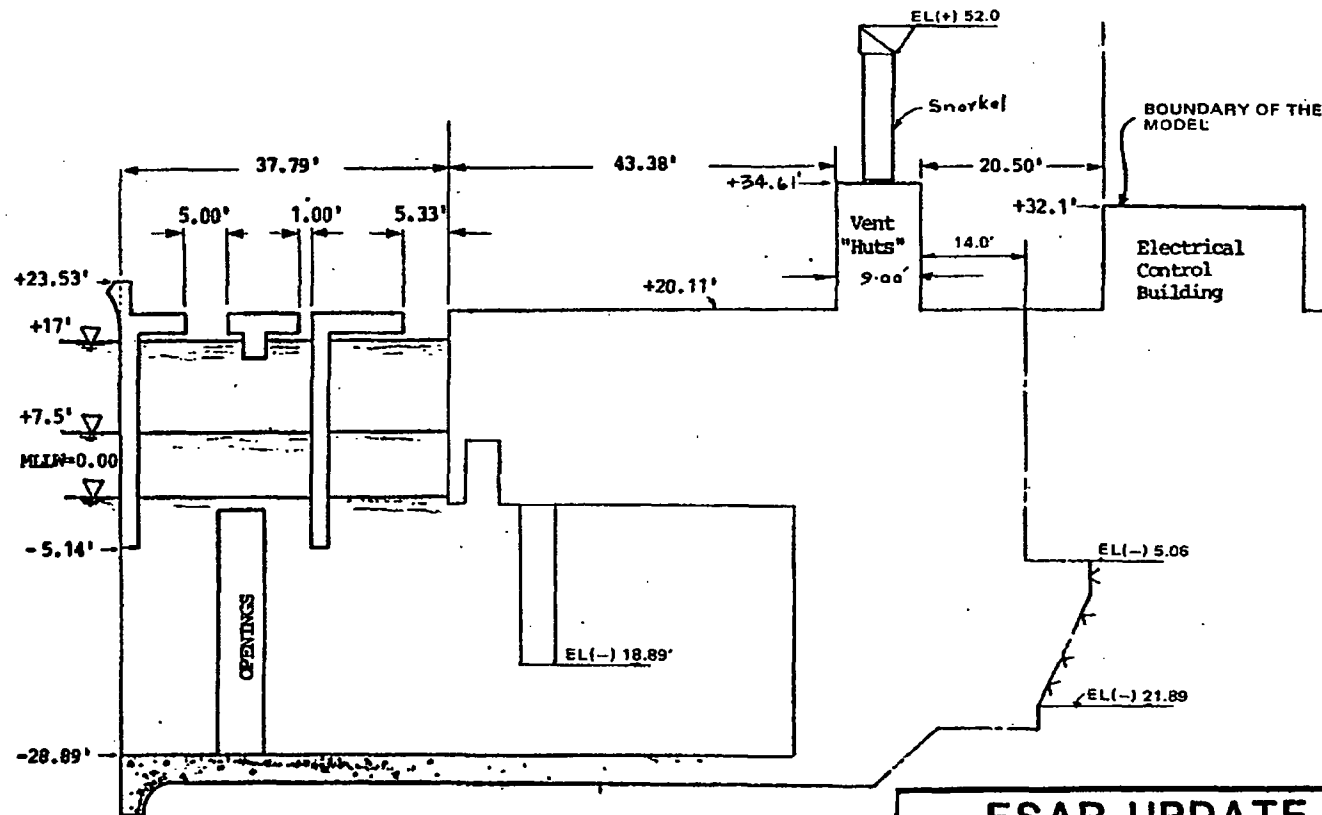 EL(+) 52.0
Snorkel
BOUNDARY OF THE
MODEL
37.79'
43.38'
20.50'
+34.61'
+32.1'
5.00'
1.00'
5.33'
Vent
"Huts"
14.0'
9.00'
Electrical
Control
Building
+23.53'
+20.11'
+17'
+7.5'
MLLW=0.00
-5.14'
EL(-) 5.06
OPENINGS
EL(-) 18.89'
EL(-) 21.89
-28.89'
FSAR UPDATE